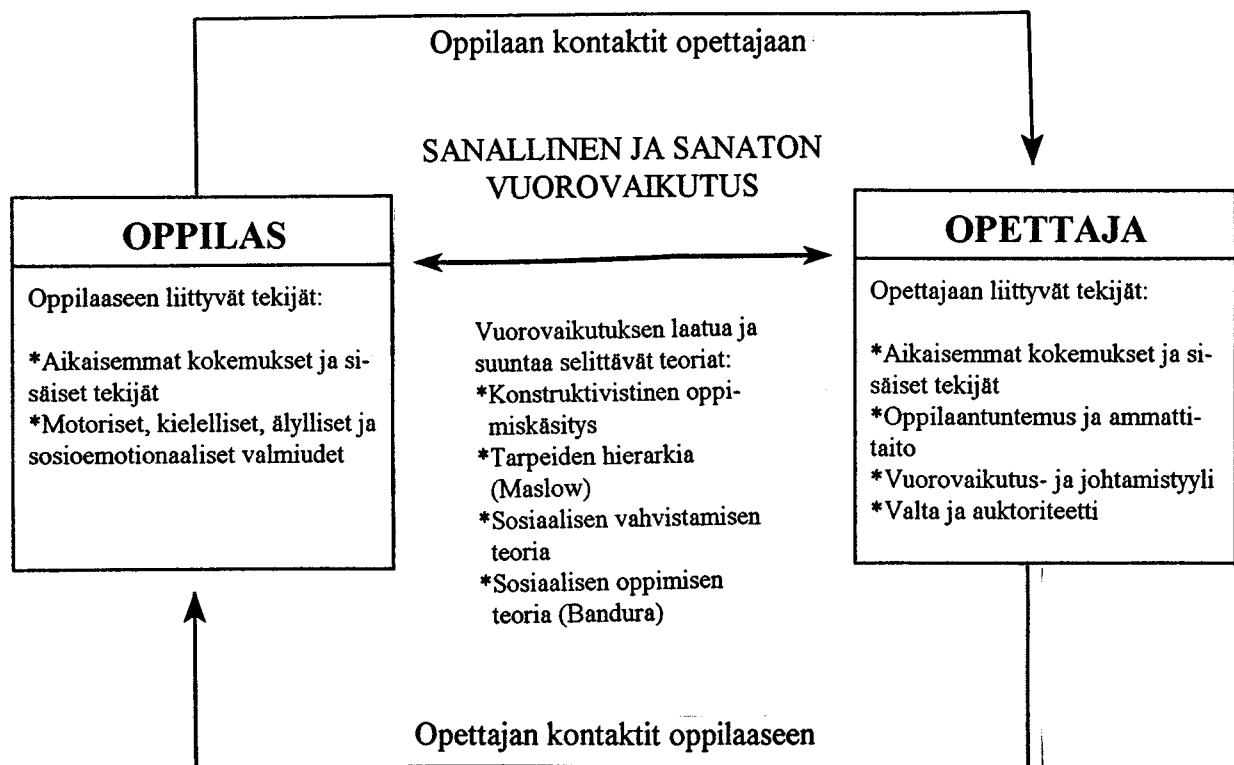 Oppilaan kontaktit opettajaan
SANALLINEN JA SANATON
VUOROVAIKUTUS
OPPILAS
Oppilaaseen liittyvät tekijät:
*Aikaisemmat kokemukset ja si-
säiset tekijät
*Motoriset, kielelliset, älylliset ja
sosioemotionaaliset valmiudet
Vuorovaikutuksen laatua ja
suuntaa selittävät teoriat:
*Konstruktivistinen oppi-
miskäsitys
*Tarpeiden hierarkia
(Maslow)
*Sosiaalisen vahvistamisen
teoria
*Sosiaalisen oppimisen
teoria (Bandura)
OPETTAJA
Opettajaan liittyvät tekijät:
*Aikaisemmat kokemukset ja si-
säiset tekijät
*Oppilaantuntemus ja ammatti-
taito
*Vuorovaikutus- ja johtamistyyli
*Valta ja auktoriteetti
Opettajan kontaktit oppilaaseen